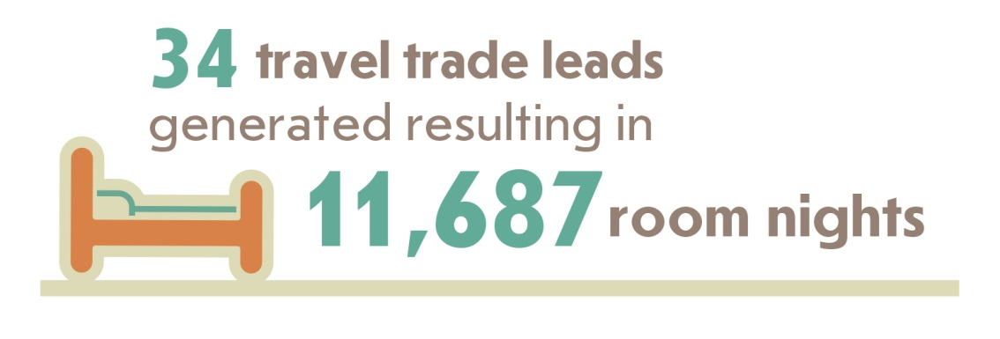 34 travel trade leads
generated resulting in
11,687 room nights